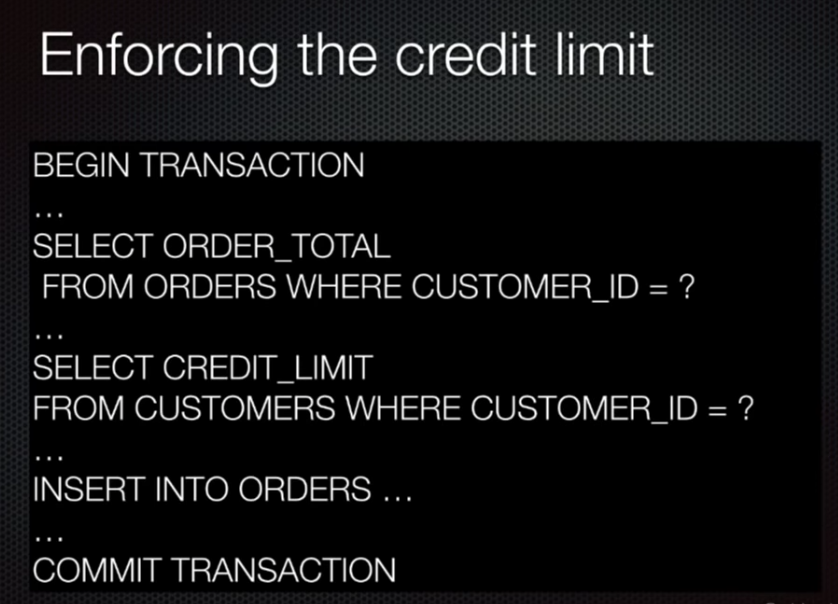 Enforcing the credit limit
BEGIN TRANSACTION
…
SELECT ORDER_TOTAL
FROM ORDERS WHERE CUSTOMER_ID = ?
…
SELECT CREDIT_LIMIT
FROM CUSTOMERS WHERE CUSTOMER_ID = ?
…
INSERT INTO ORDERS …
…
COMMIT TRANSACTION